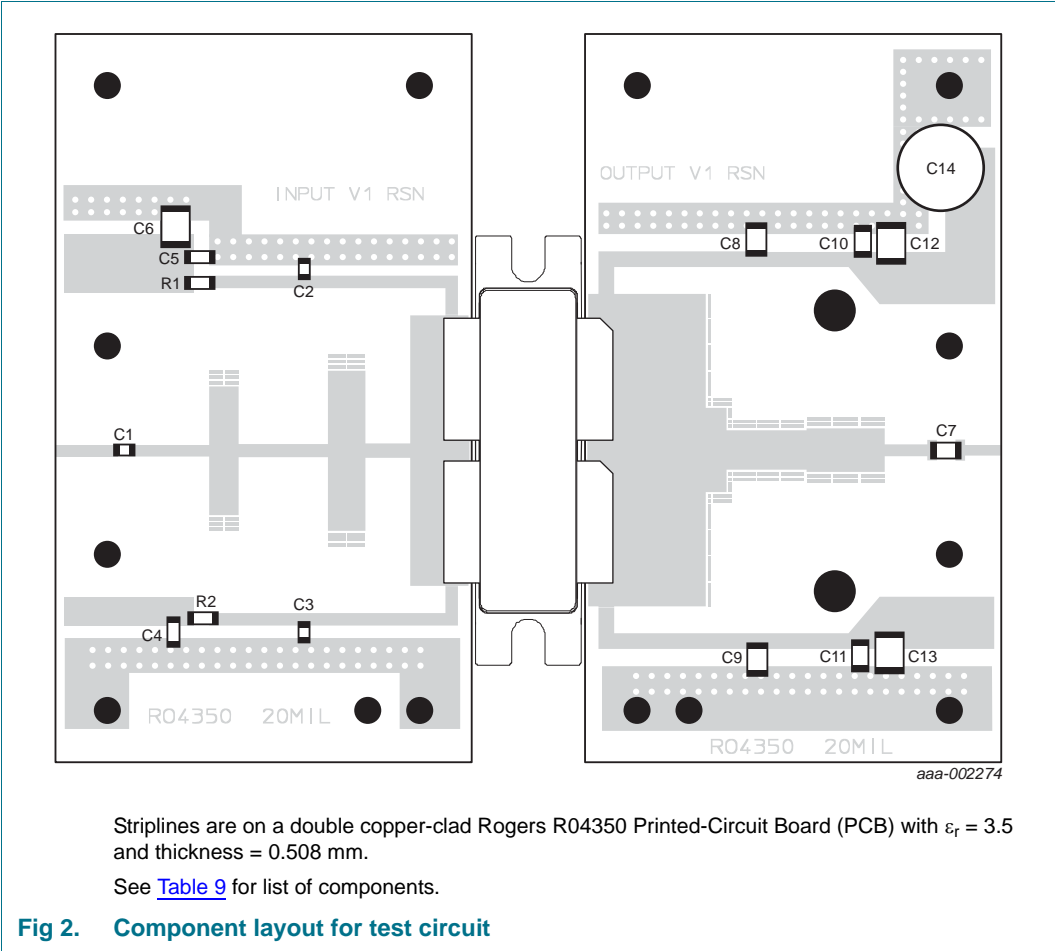 INPUT V1 RSN
C6
C5
R1
C2
C1
R2
C3
C4
RO4350 20MIL
OUTPUT V1 RSN
C14
C8
C10
C12
C7
C9
C11
C13
RO4350 20MIL
aaa-002274
Striplines are on a double copper-clad Rogers R04350 Printed-Circuit Board (PCB) with εr = 3.5
and thickness = 0.508 mm.
See Table 9 for list of components.
Fig 2. Component layout for test circuit